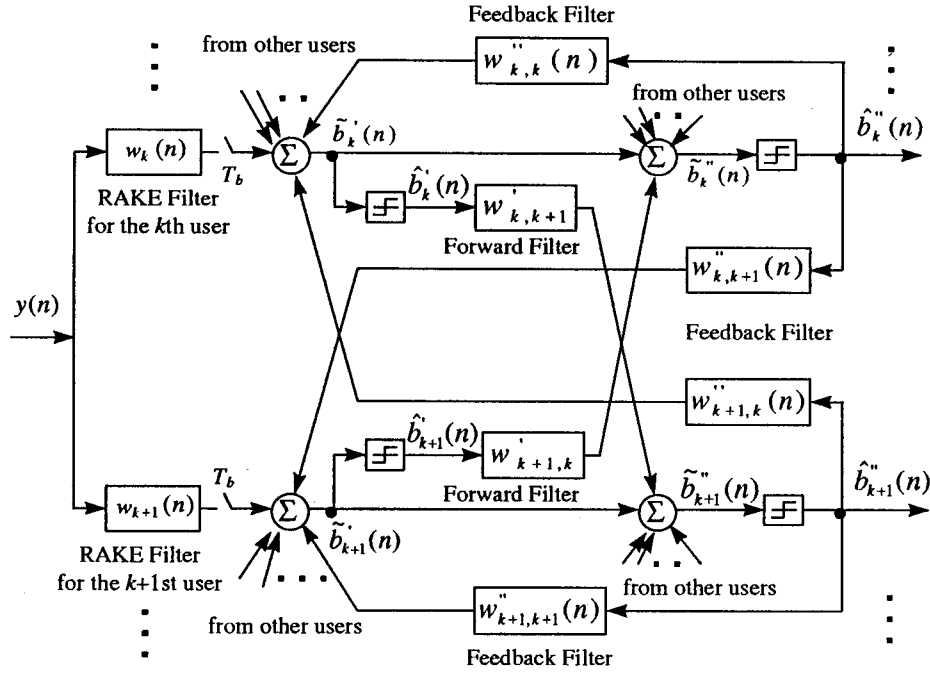 Feedback Filter
from other users
w''k,k (n)
from other users
b̃k'(n)
b̂k''(n)
wk(n)
Tb
Σ
Σ
b̃k''(n)
RAKE Filter
for the kth user
b̂k'(n)
w'k,k+1
Forward Filter
w''k,k+1(n)
y(n)
Feedback Filter
w''k+1,k(n)
b̂'k+1(n)
w'k+1,k
Forward Filter
Tb
wk+1(n)
Σ
Σ
b̃''k+1(n)
b̂''k+1(n)
b̃'k+1(n)
RAKE Filter
for the k+1st user
from other users
from other users
w''k+1,k+1(n)
Feedback Filter